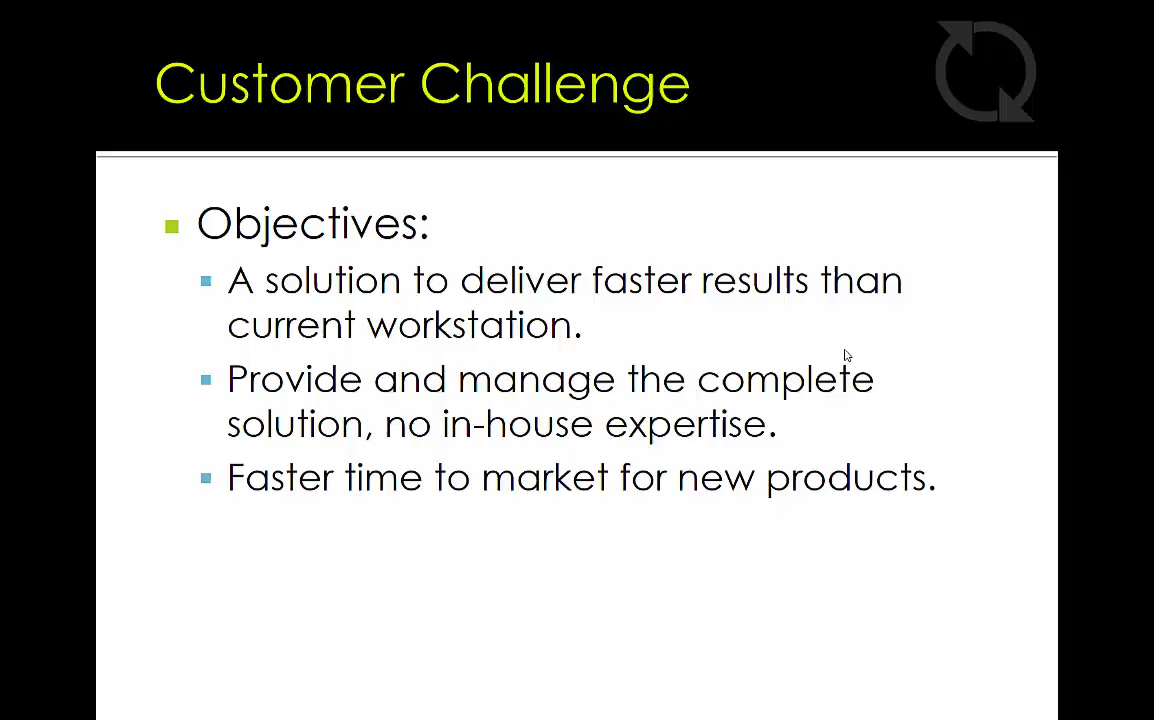 Customer Challenge
Objectives:
A solution to deliver faster results than
current workstation.
Provide and manage the complete
solution, no in-house expertise.
Faster time to market for new products.